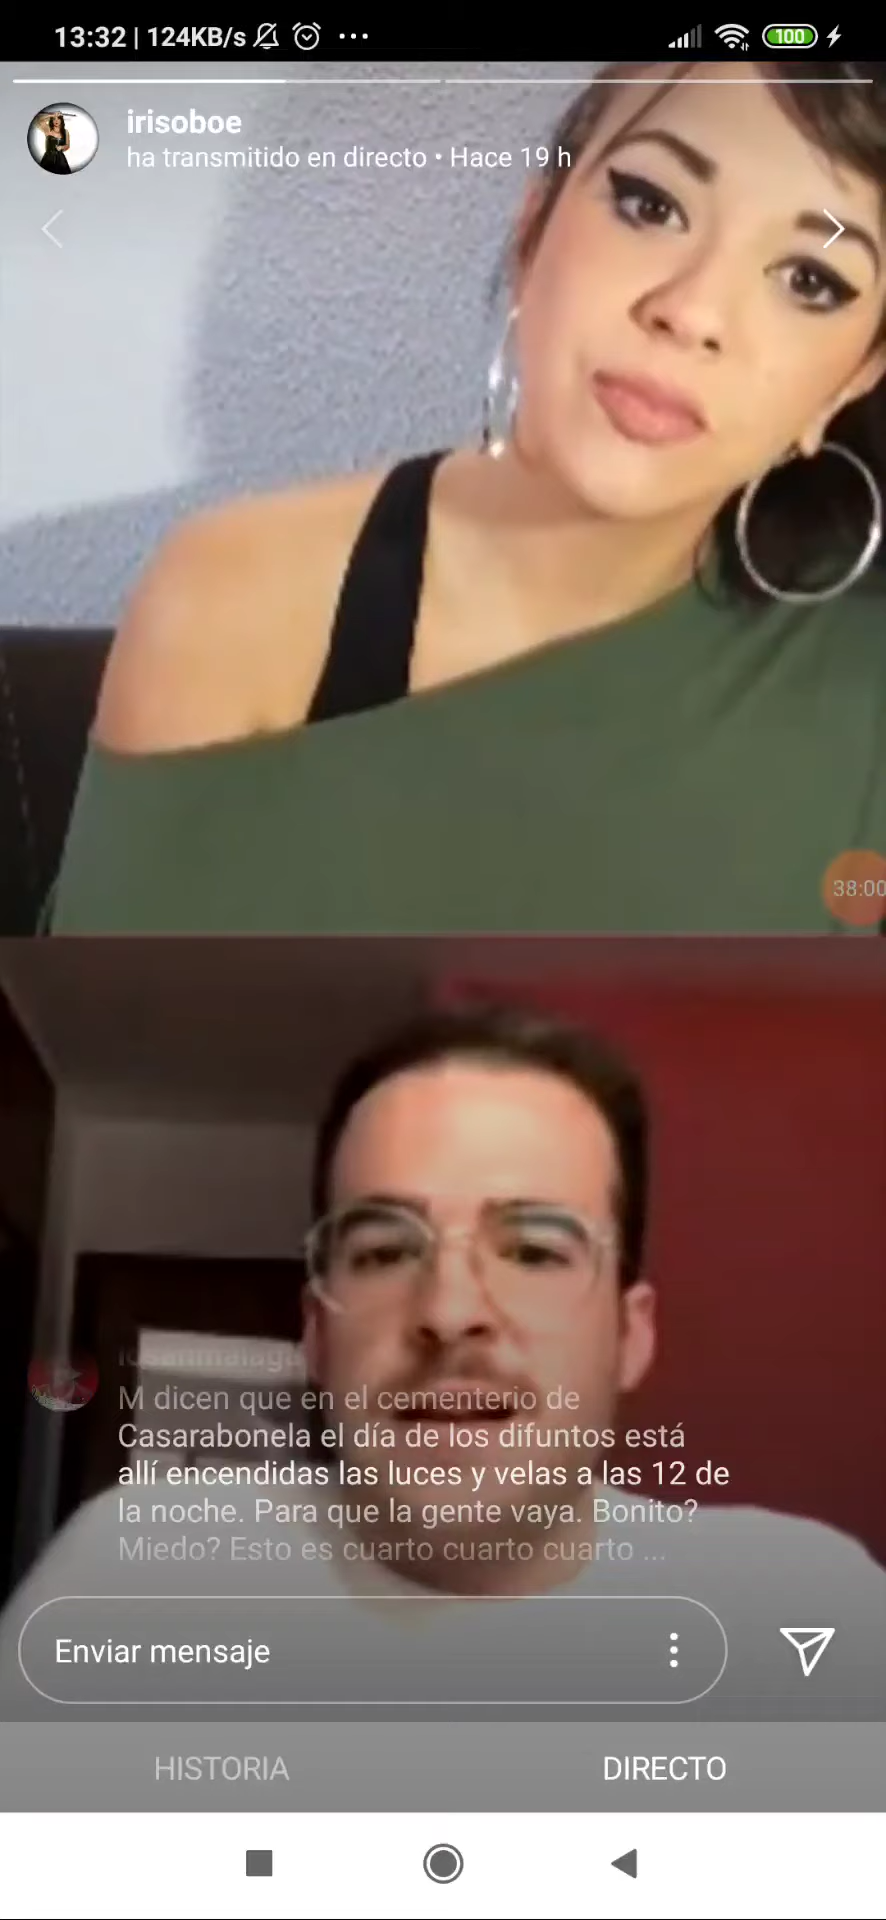 13:32 | 124KB/s ...
100
irisoboe
ha transmitido en directo • Hace 19 h
38:00
M dicen que en el cementerio de
Casarabonela el día de los difuntos está
allí encendidas las luces y velas a las 12 de
la noche. Para que la gente vaya. Bonito?
Miedo? Esto es cuarto cuarto cuarto ...
Enviar mensaje
HISTORIA
DIRECTO